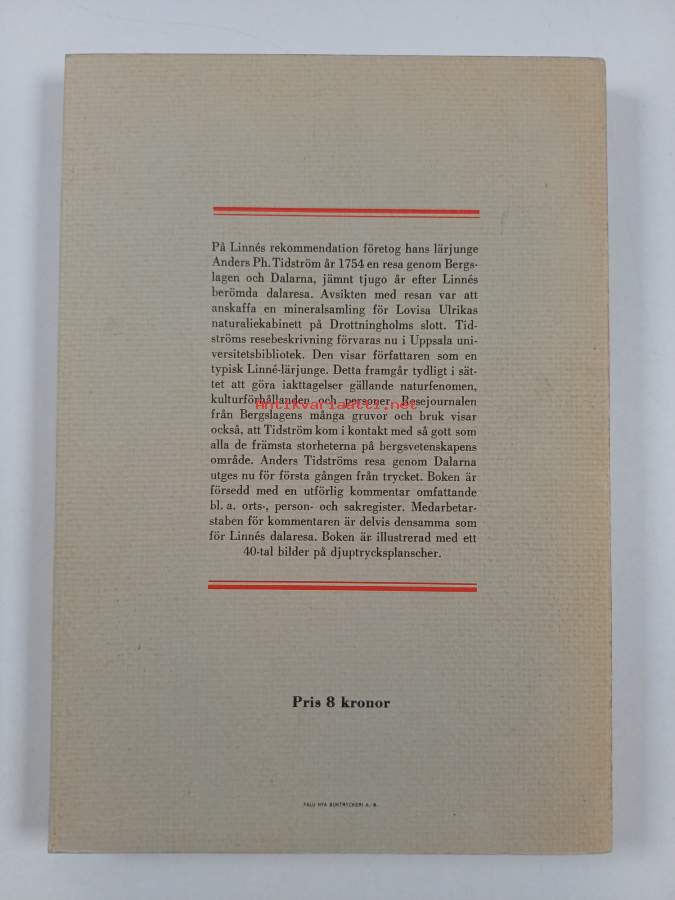 På Linnés rekommendation företog hans lärjunge
Anders Ph. Tidström år 1754 en resa genom Bergs-
lagen och Dalarna, jämnt tjugo år efter Linnés
berömda dalaresa. Avsikten med resan var att
anskaffa en mineralsamling för Lovisa Ulrikas
naturaliekabinett på Drottningholms slott. Tid-
ströms resebeskrivning förvaras nu i Uppsala uni-
versitetsbibliotek. Den visar författaren som en
typisk Linné-lärjunge. Detta framgår tydligt i sät-
tet att göra iakttagelser gällande naturfenomen,
kulturförhållanden och personer. Resejournalen
Antikvariaatti.net
från Bergslagens många gruvor och bruk visar
också, att Tidström kom i kontakt med så gott som
alla de främsta storheterna på bergsvetenskapens
område. Anders Tidströms resa genom Dalarna
utges nu för första gången från trycket. Boken är
försedd med en utförlig kommentar omfattande
bl. a. orts-, person- och sakregister. Medarbetar-
staben för kommentaren är delvis densamma som
för Linnés dalaresa. Boken är illustrerad med ett
40-tal bilder på djuptrycksplanscher.
Pris 8 kronor
FALU NYA BOKTRYCKERI A.-B.